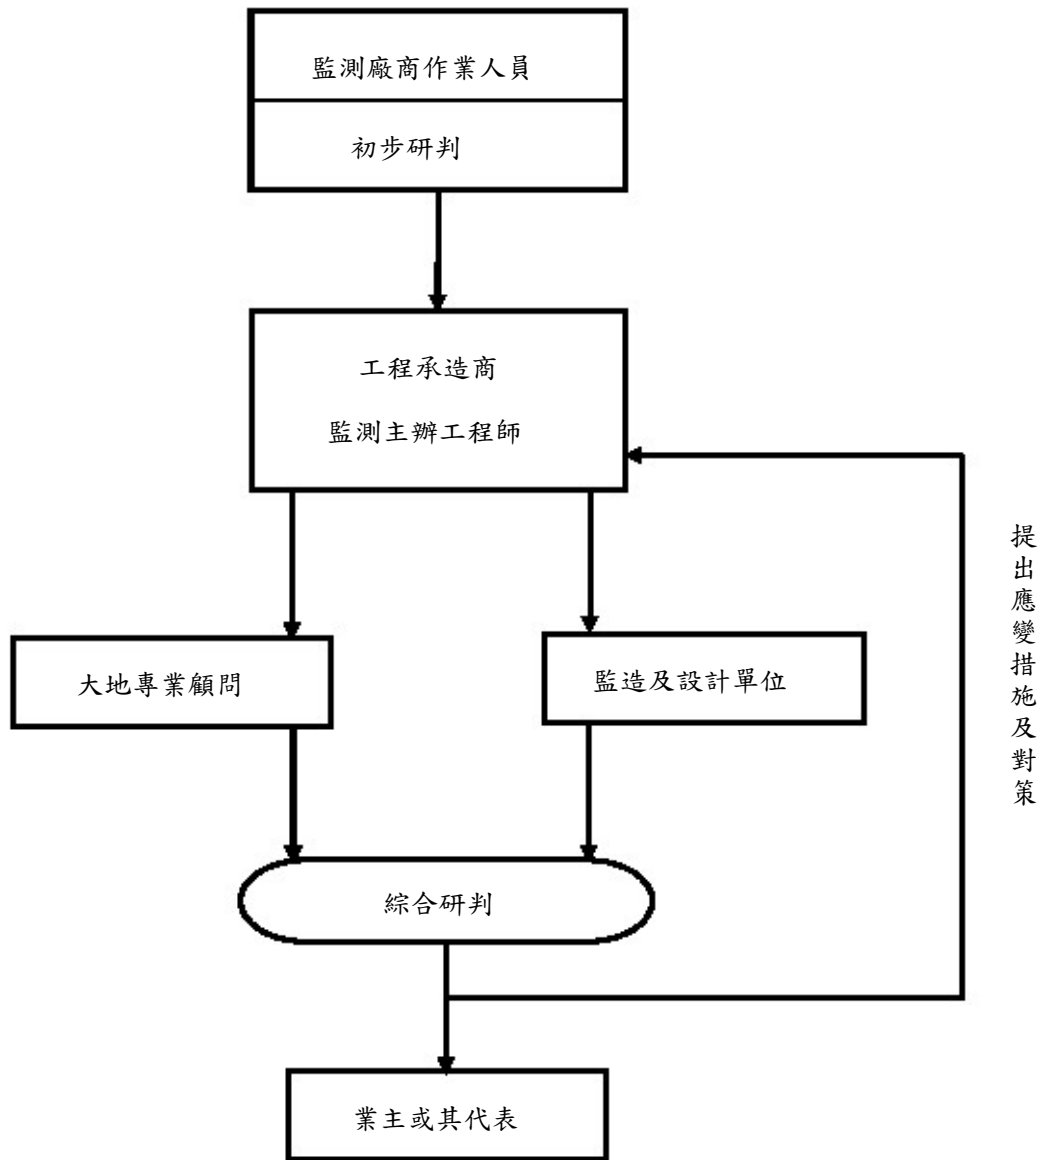 監測廠商作業人員
初步研判
工程承造商
監測主辦工程師
大地專業顧問
監造及設計單位
提出應變措施及對策
綜合研判
業主或其代表